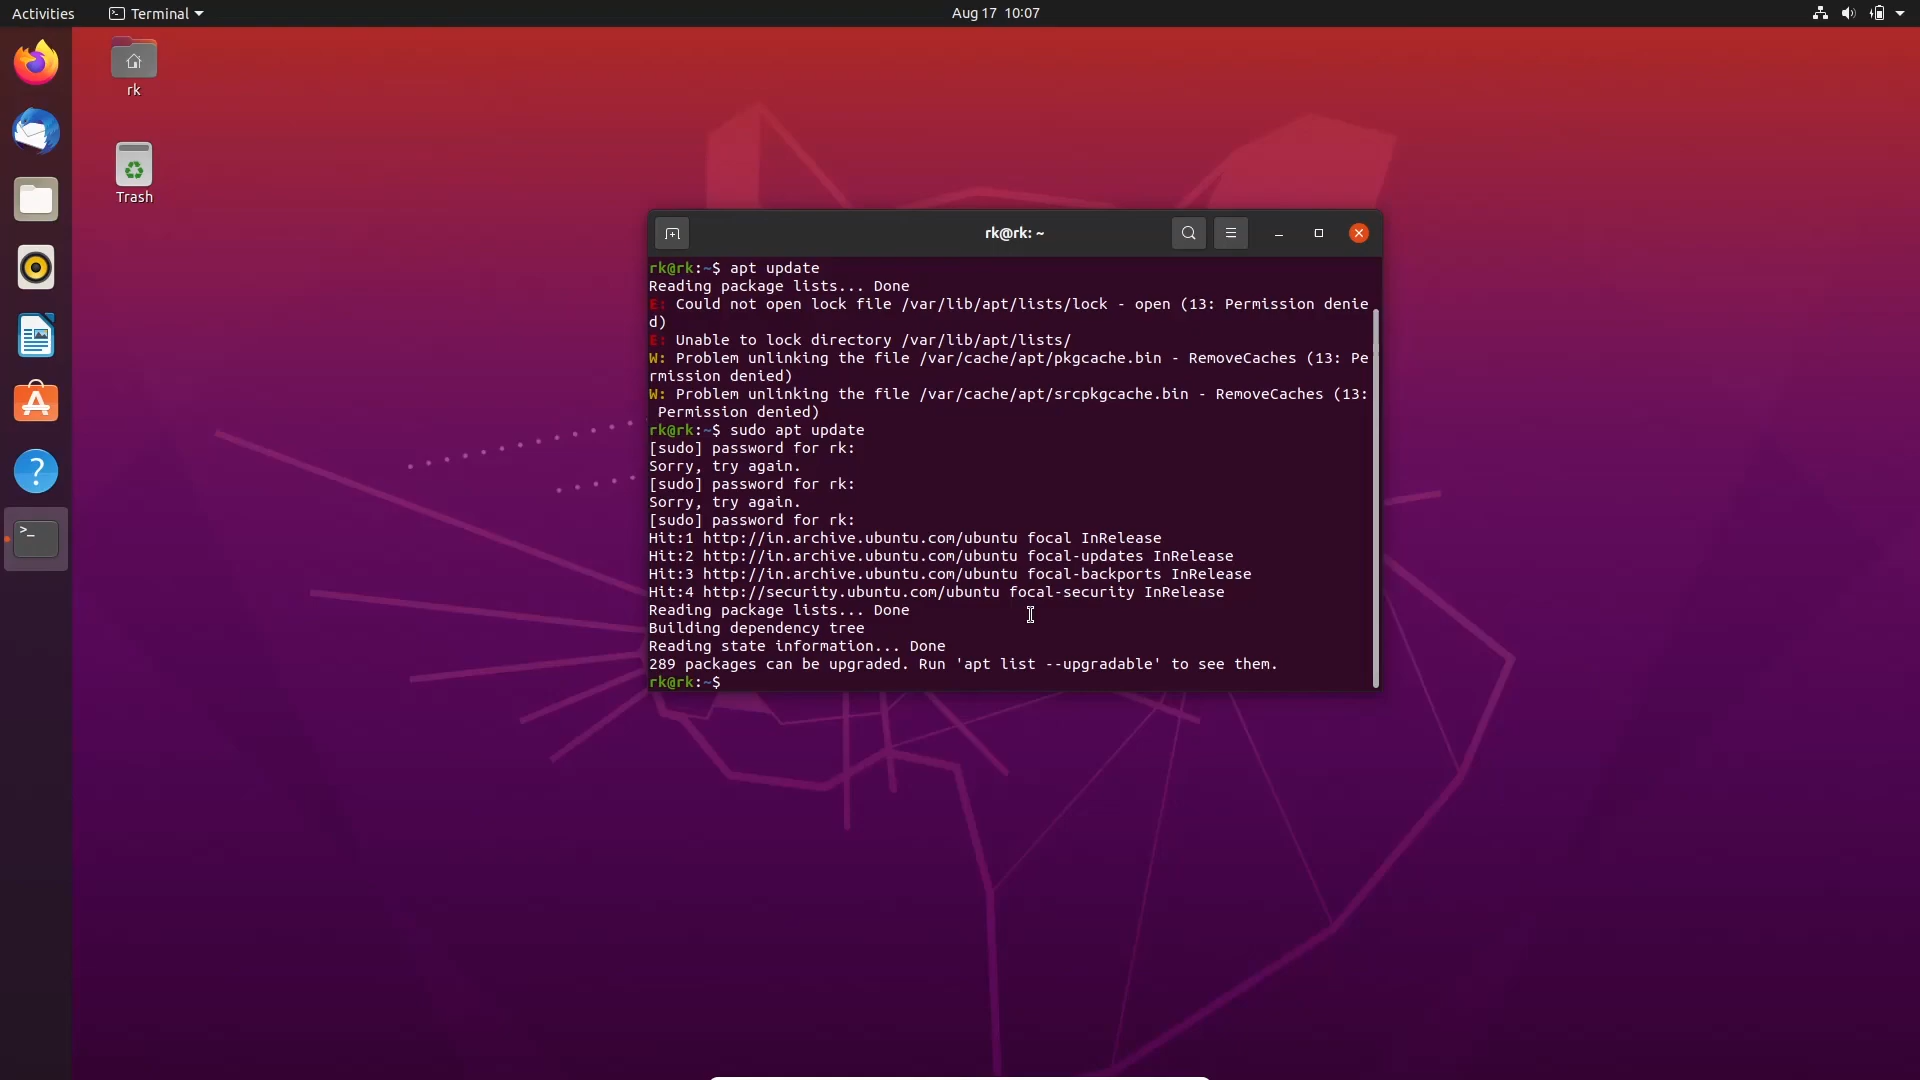 Activities
Terminal
Aug 17 10:07
rk
Trash
rk@rk: ~
rk@rk:~$ apt update
Reading package lists... Done
E: Could not open lock file /var/lib/apt/lists/lock - open (13: Permission denie
d)
E: Unable to lock directory /var/lib/apt/lists/
W: Problem unlinking the file /var/cache/apt/pkgcache.bin - RemoveCaches (13: Pe
rmission denied)
W: Problem unlinking the file /var/cache/apt/srcpkgcache.bin - RemoveCaches (13:
 Permission denied)
rk@rk:~$ sudo apt update
[sudo] password for rk:
Sorry, try again.
[sudo] password for rk:
Sorry, try again.
[sudo] password for rk:
Hit:1 http://in.archive.ubuntu.com/ubuntu focal InRelease
Hit:2 http://in.archive.ubuntu.com/ubuntu focal-updates InRelease
Hit:3 http://in.archive.ubuntu.com/ubuntu focal-backports InRelease
Hit:4 http://security.ubuntu.com/ubuntu focal-security InRelease
Reading package lists... Done
Building dependency tree
Reading state information... Done
289 packages can be upgraded. Run 'apt list --upgradable' to see them.
rk@rk:~$